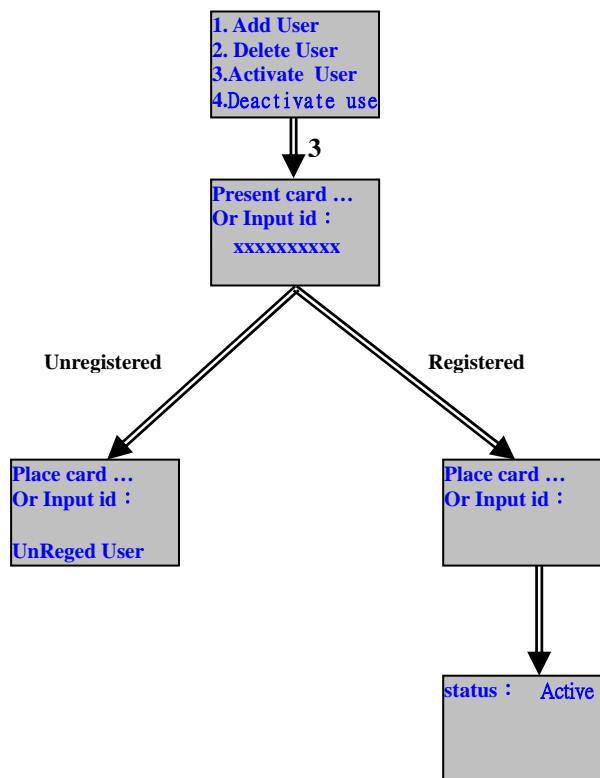 1. Add User
2. Delete User
3.Activate User
4.Deactivate use
3
Present card …
Or Input id：
xxxxxxxxxx
Unregistered
Registered
Place card …
Or Input id：
UnReged User
Place card …
Or Input id：
status： Active